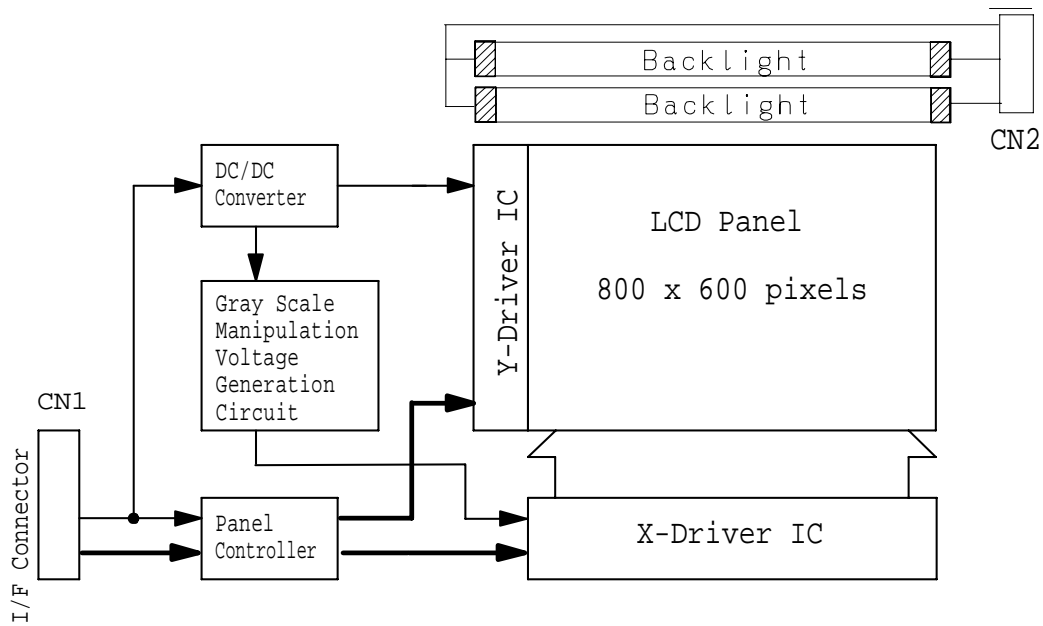 Backlight
Backlight
CN2
DC/DC
Converter
Y-Driver IC
LCD Panel
800 x 600 pixels
Gray Scale
Manipulation
Voltage
Generation
Circuit
CN1
I/F Connector
Panel
Controller
X-Driver IC